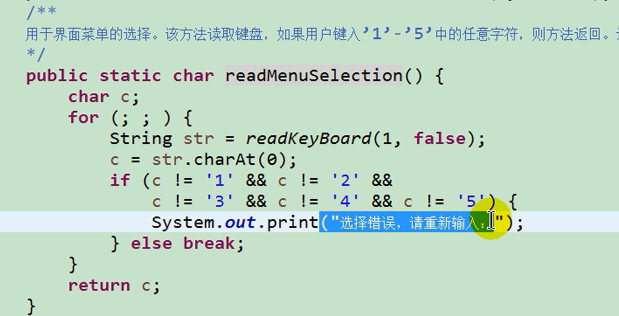 /**
用于界面菜单的选择。该方法读取键盘，如果用户键入’1’-’5’中的任意字符，则方法返回。
*/
public static char readMenuSelection() {
char c;
for (; ; ) {
String str = readKeyBoard(1, false);
c = str.charAt(0);
if (c != '1' && c != '2' &&
c != '3' && c != '4' && c != '5') {
System.out.print("选择错误，请重新输入：");
} else break;
}
return c;
}